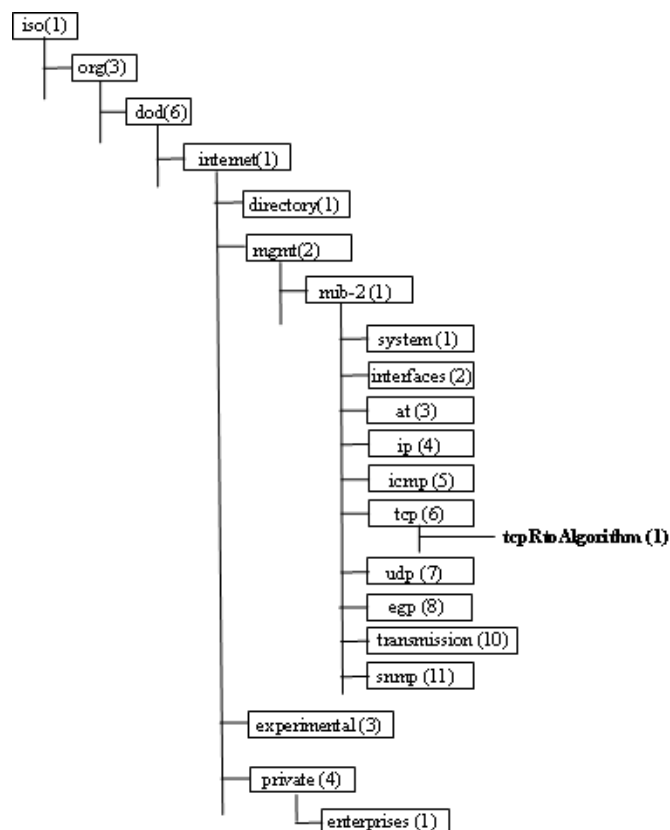 iso(1)
org(3)
dod(6)
internet(1)
directory(1)
mgmt(2)
mib-2 (1)
system (1)
interfaces (2)
at (3)
ip (4)
icmp (5)
tcp (6)
tcpRtoAlgorithm (1)
udp (7)
egp (8)
transmission (10)
snmp (11)
experimental (3)
private (4)
enterprises (1)